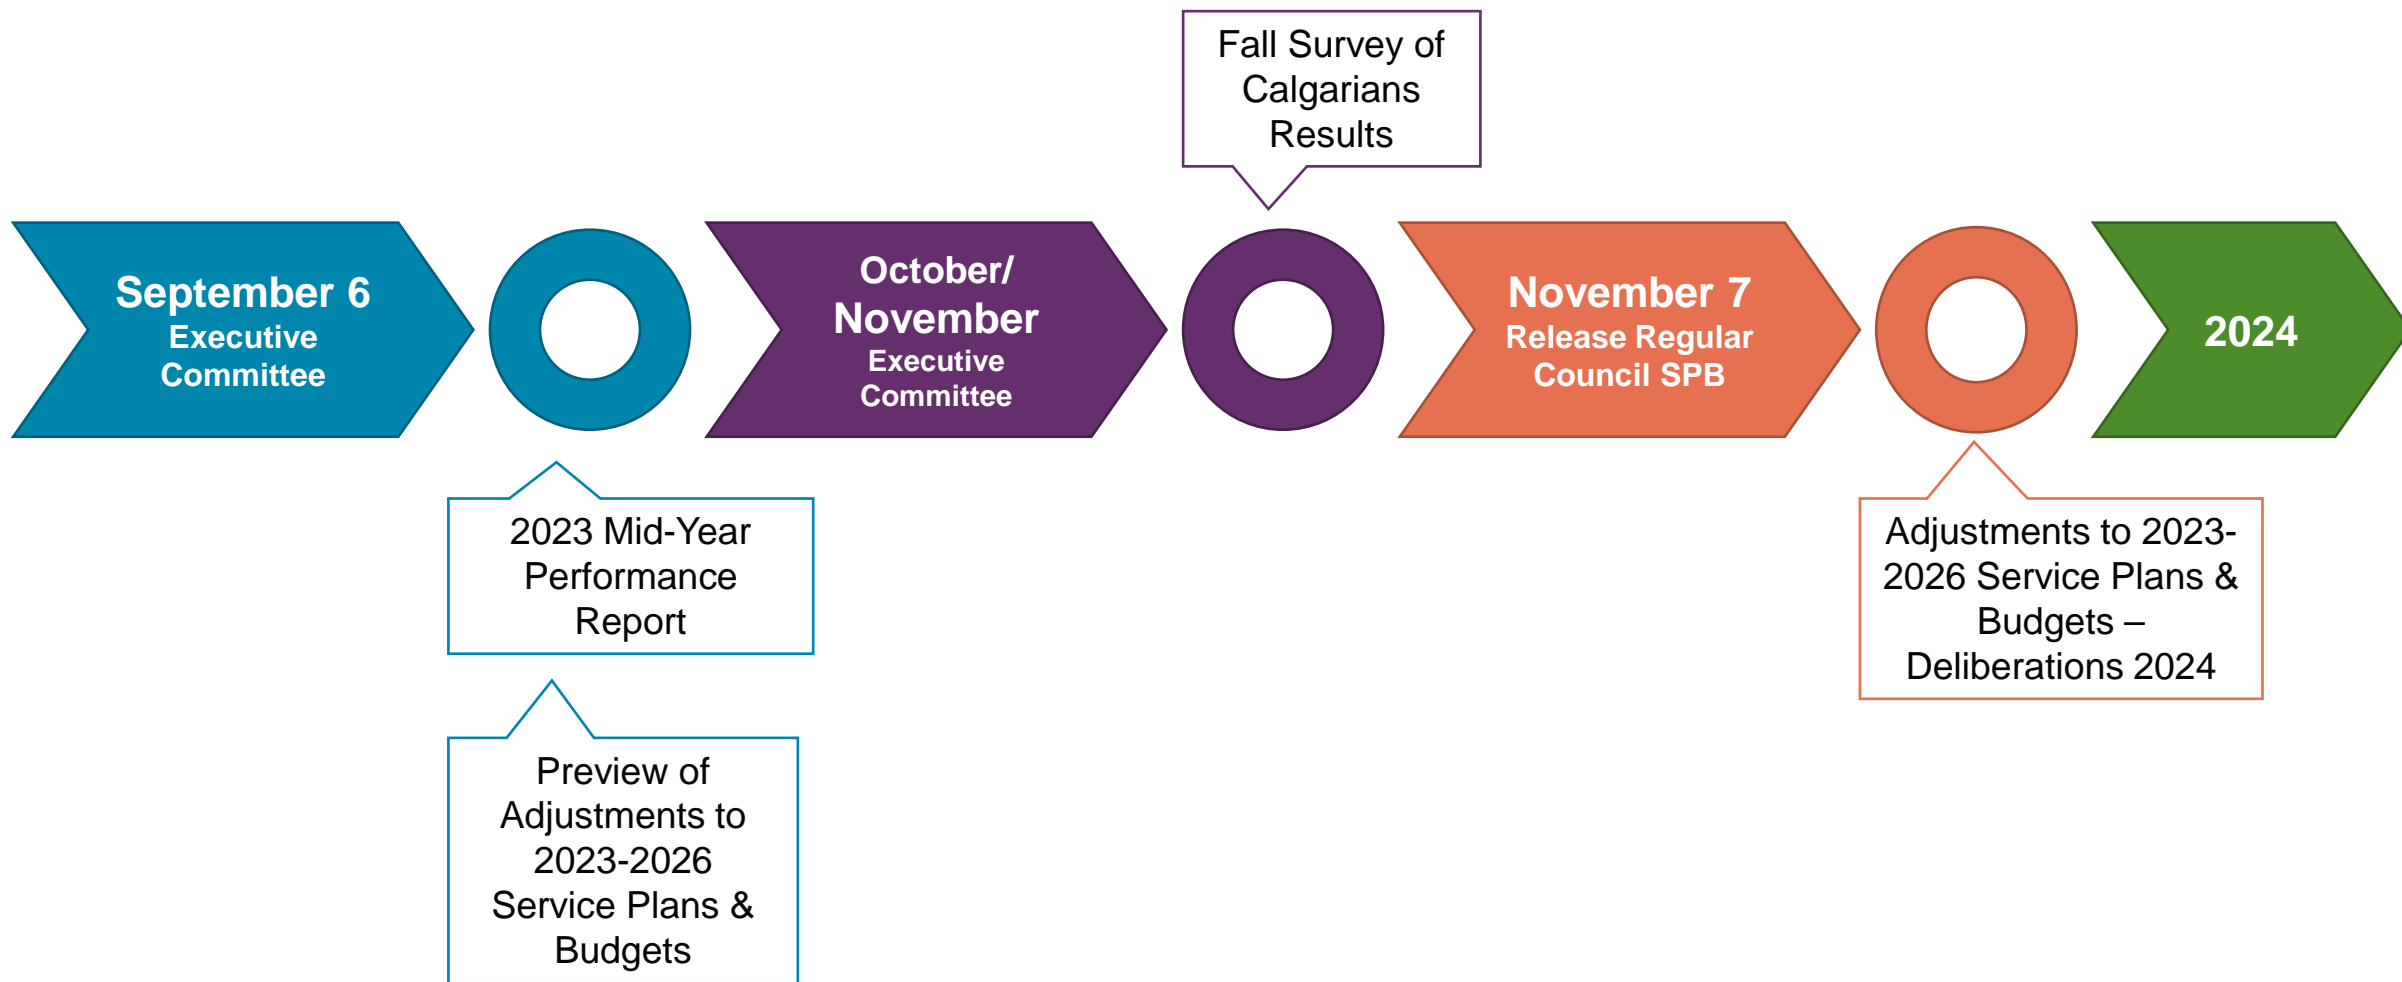 Fall Survey of
Calgarians
Results
September 6
Executive
Committee
October/
November
Executive
Committee
November 7
Release Regular
Council SPB
2024
2023 Mid-Year
Performance
Report
Adjustments to 2023-
2026 Service Plans &
Budgets –
Deliberations 2024
Preview of
Adjustments to
2023-2026
Service Plans &
Budgets